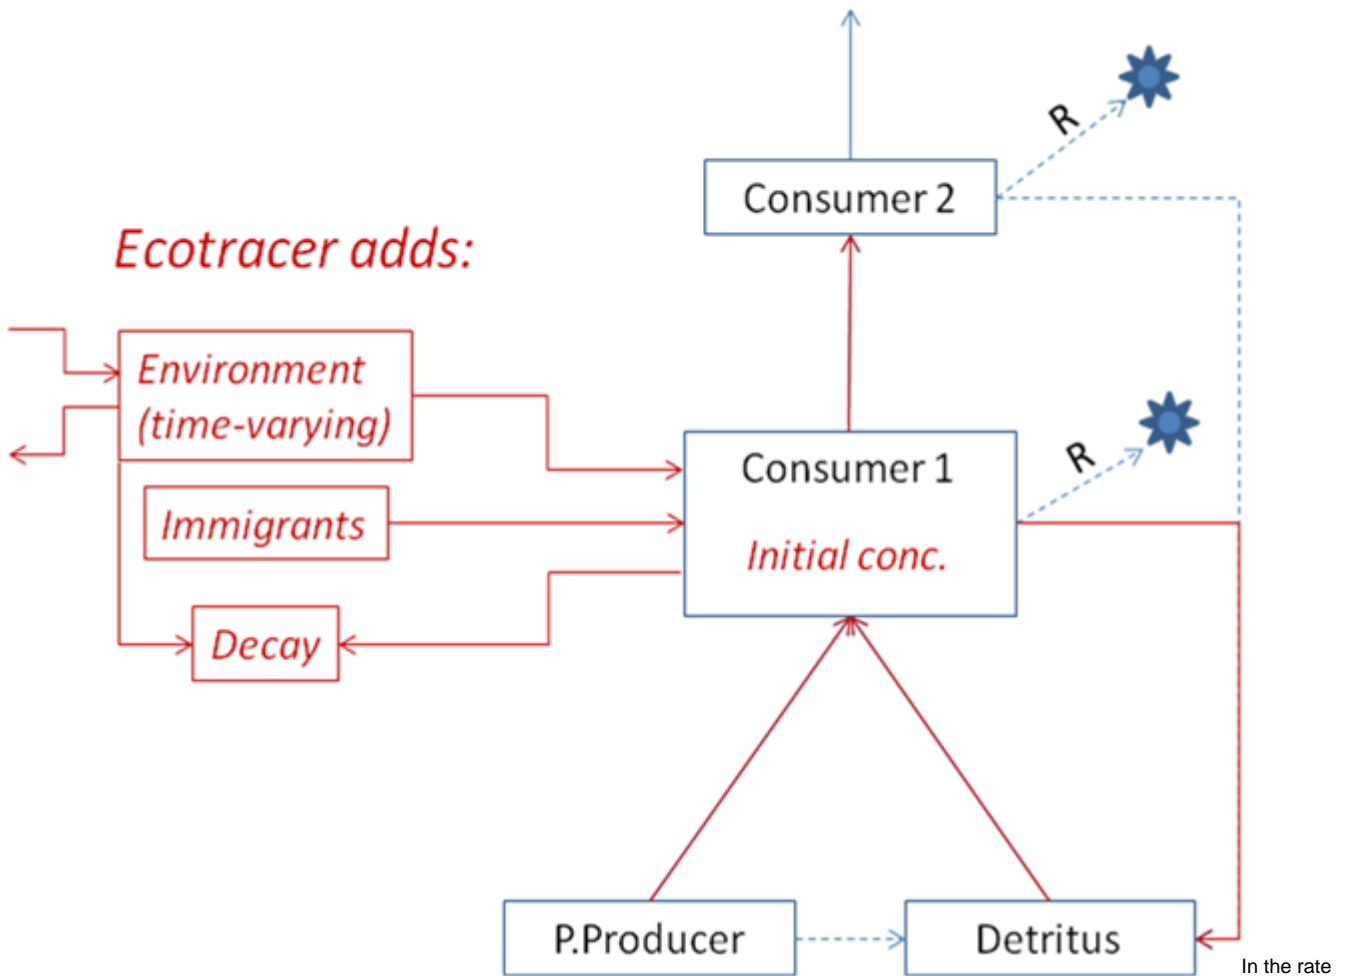 R
Consumer 2
Ecotracer adds:
Environment
(time-varying)
R
Consumer 1
Immigrants
Initial conc.
Decay
P.Producer
Detritus
In the rate